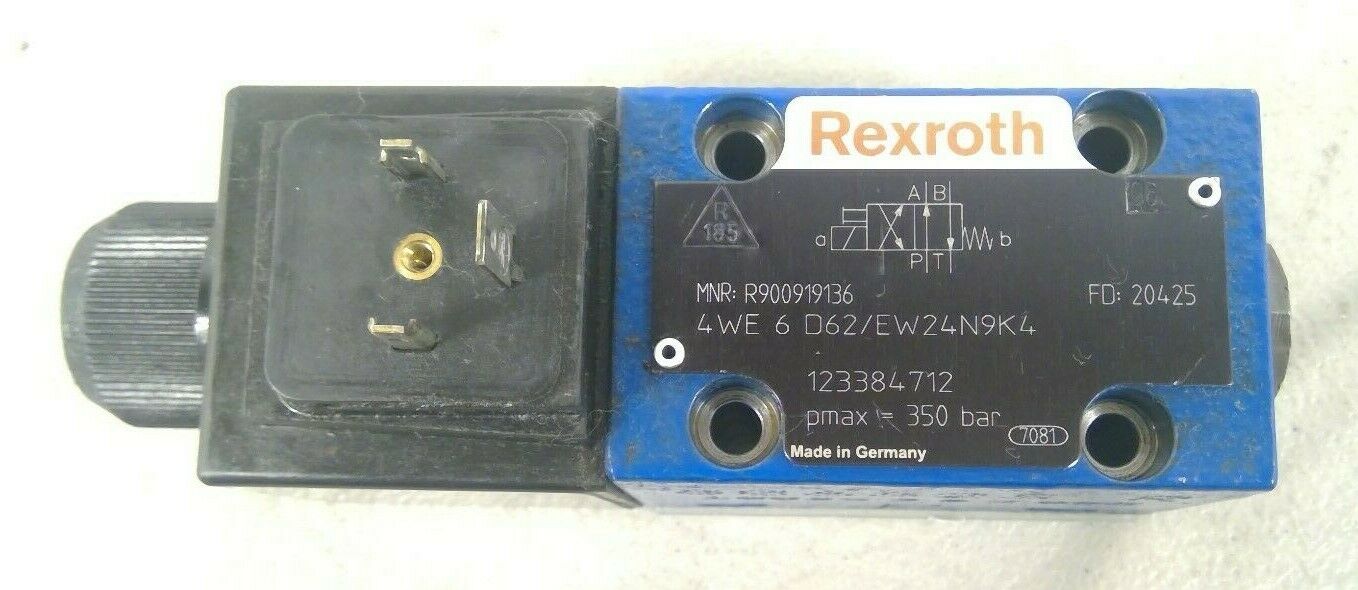 Rexroth
R
185
A B
a
b
P T
MNR: R900919136
FD: 20425
4WE 6 D62/EW24N9K4
123384712
pmax = 350 bar
7081
Made in Germany